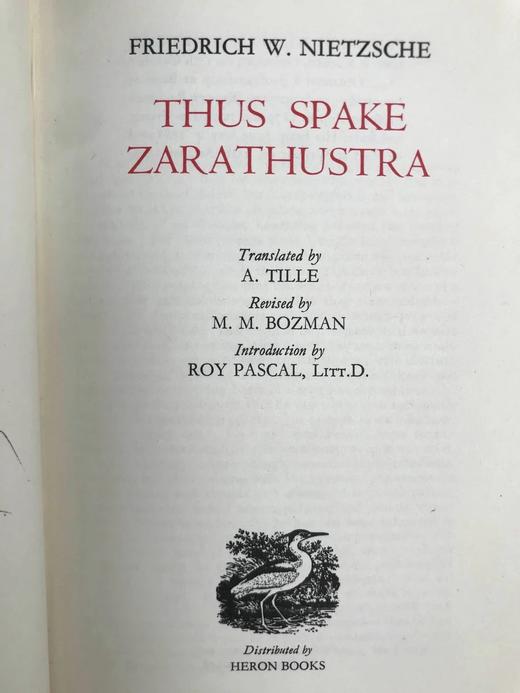 FRIEDRICH W. NIETZSCHE
THUS SPAKE
ZARATHUSTRA
Translated by
A. TILLE
Revised by
M. M. BOZMAN
Introduction by
ROY PASCAL, LITT.D.
Distributed by
HERON BOOKS